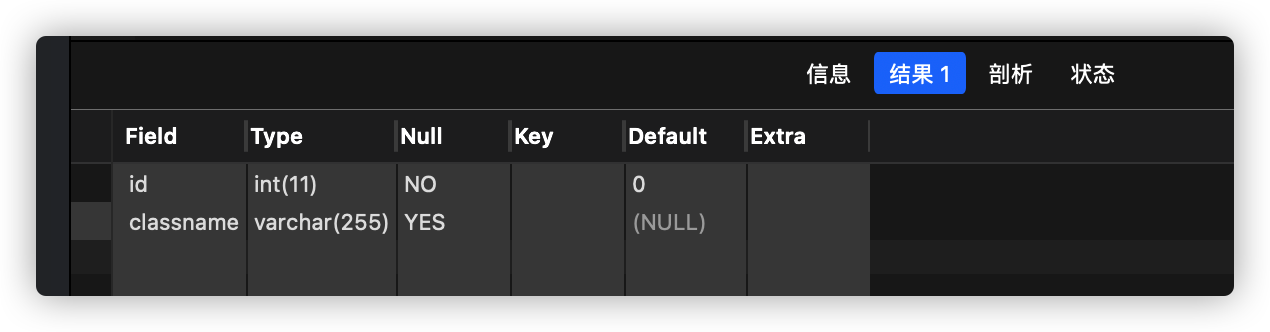 信息 结果 1 剖析 状态
Field Type Null Key Default Extra
id int(11) NO 0
classname varchar(255) YES (NULL)